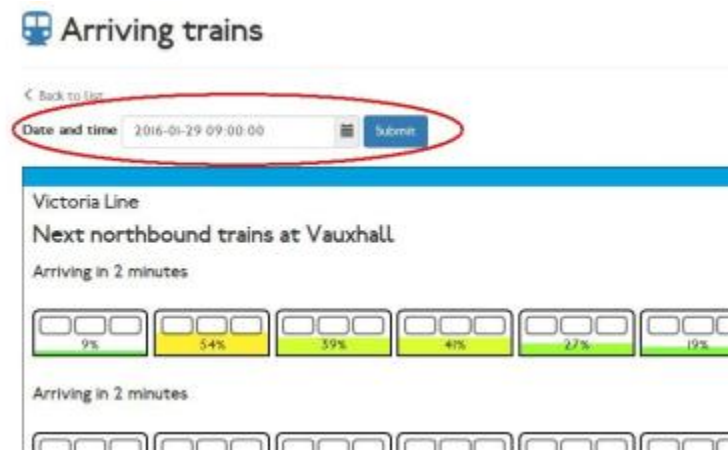 Arriving trains
Back to list
Date and time 2016-01-29 09:00:00 Submit
Victoria Line
Next northbound trains at Vauxhall
Arriving in 2 minutes
9% 54% 39% 41% 27% 19%
Arriving in 2 minutes